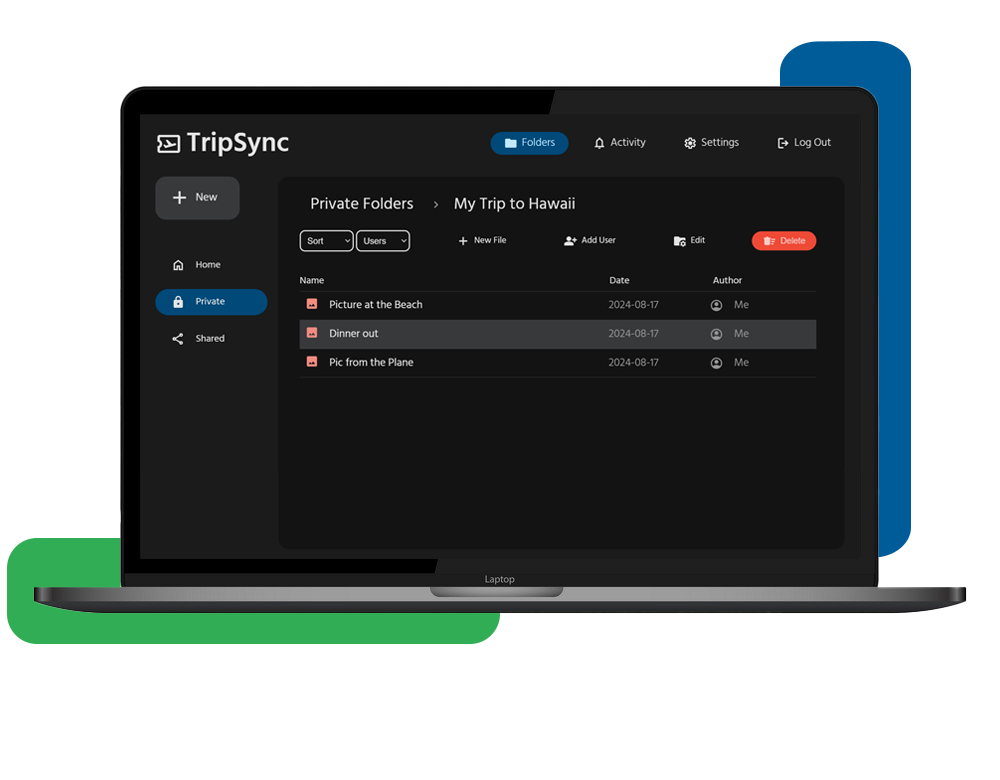 TripSync
Folders Activity Settings Log Out
New
Private Folders > My Trip to Hawaii
Sort Users New File Add User Edit Delete
Home
Private
Shared
Name Date Author
Picture at the Beach 2024-08-17 Me
Dinner out 2024-08-17 Me
Pic from the Plane 2024-08-17 Me
Laptop